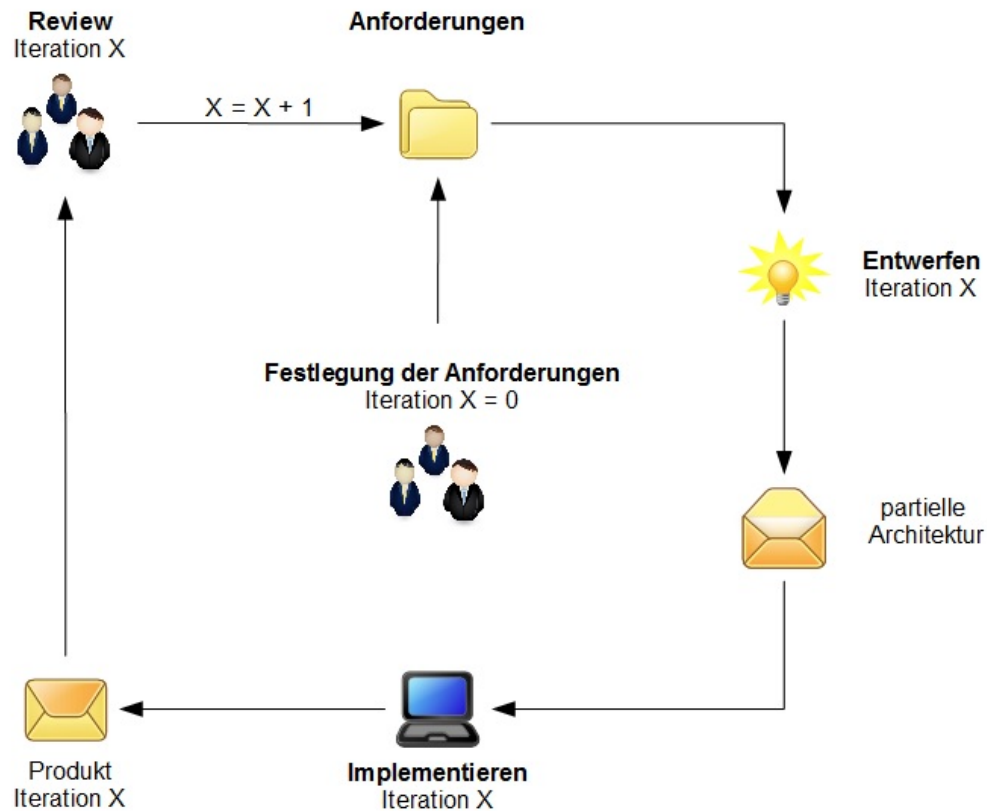 Review
Iteration X
Anforderungen
X = X + 1
Entwerfen
Iteration X
Festlegung der Anforderungen
Iteration X = 0
partielle
Architektur
Produkt
Iteration X
Implementieren
Iteration X